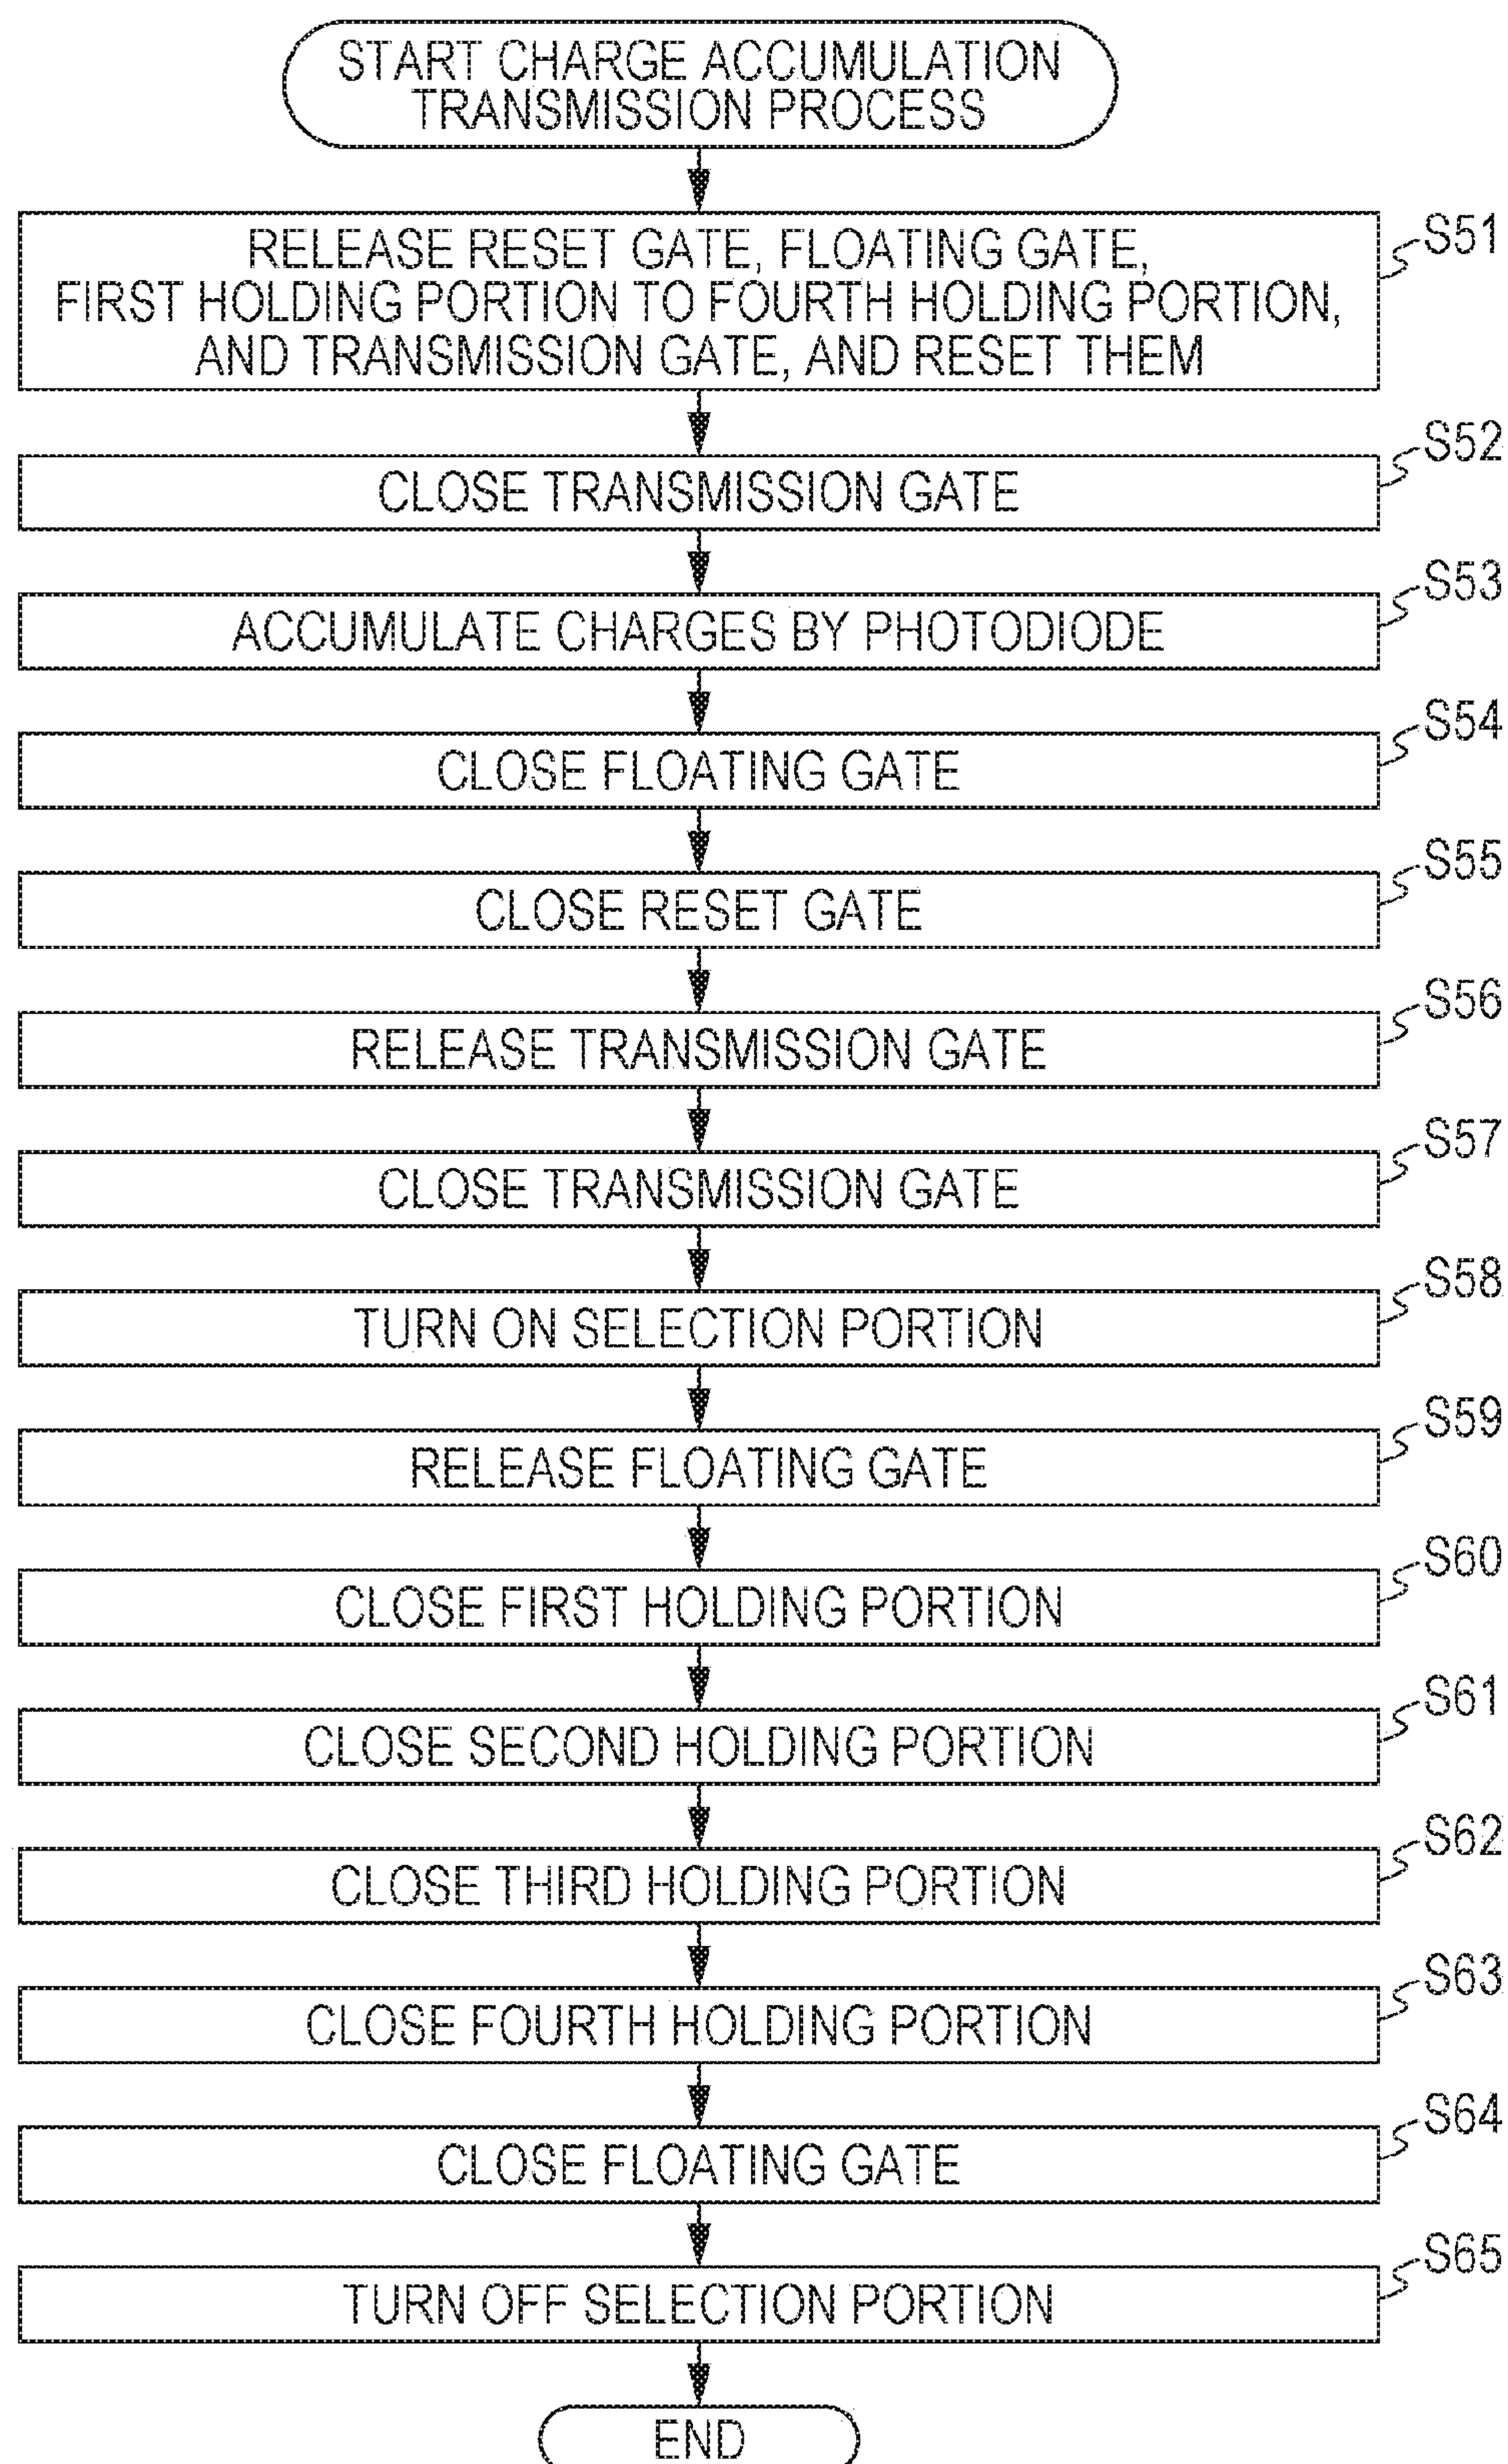 START CHARGE ACCUMULATION
TRANSMISSION PROCESS
RELEASE RESET GATE, FLOATING GATE,
FIRST HOLDING PORTION TO FOURTH HOLDING PORTION,
AND TRANSMISSION GATE, AND RESET THEM
S51
CLOSE TRANSMISSION GATE
S52
ACCUMULATE CHARGES BY PHOTODIODE
S53
CLOSE FLOATING GATE
S54
CLOSE RESET GATE
S55
RELEASE TRANSMISSION GATE
S56
CLOSE TRANSMISSION GATE
S57
TURN ON SELECTION PORTION
S58
RELEASE FLOATING GATE
S59
CLOSE FIRST HOLDING PORTION
S60
CLOSE SECOND HOLDING PORTION
S61
CLOSE THIRD HOLDING PORTION
S62
CLOSE FOURTH HOLDING PORTION
S63
CLOSE FLOATING GATE
S64
TURN OFF SELECTION PORTION
S65
END